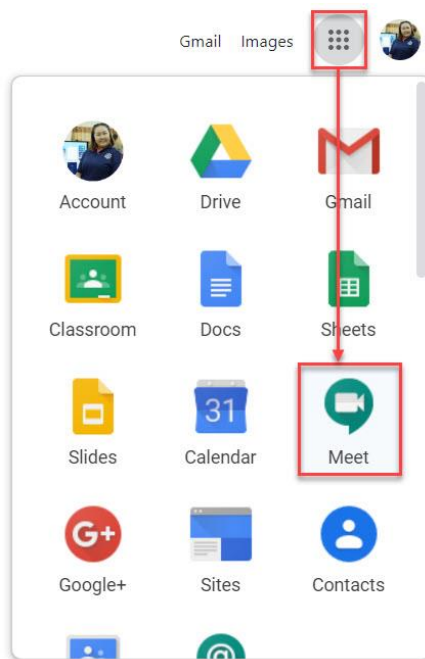 Gmail Images
Account Drive Gmail
Classroom Docs Sheets
31
Slides Calendar Meet
G+
Google+ Sites Contacts
@